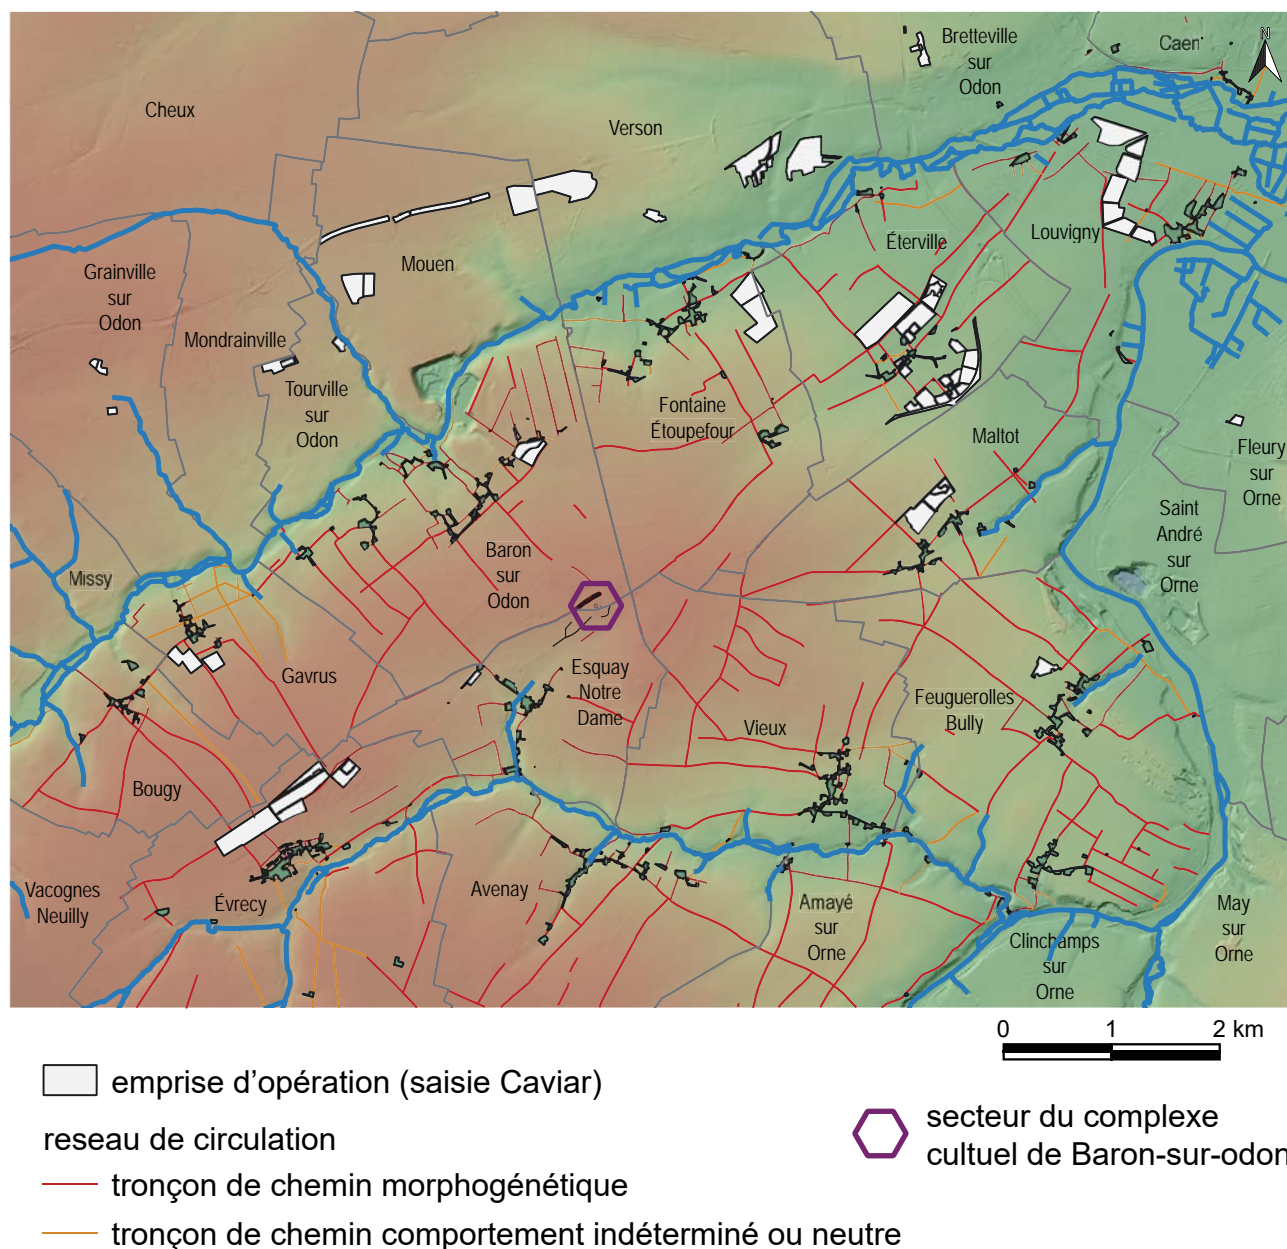 Bretteville
sur
Odon
Caen
N
Cheux
Verson
Grainville
sur
Odon
Mouen
Éterville
Louvigny
Mondrainville
Tourville
sur
Odon
Fontaine
Étoupefour
Maltot
Fleury
sur
Orne
Saint
André
sur
Orne
Baron
sur
Odon
Missy
Gavrus
Esquay
Notre
Dame
Feuguerolles
Bully
Vieux
Bougy
Vacognes
Neuilly
Évrecy
Avenay
Amayé
sur
Orne
Clinchamps
sur
Orne
May
sur
Orne
0 1 2 km
emprise d'opération (saisie Caviar)
reseau de circulation
tronçon de chemin morphogénétique
tronçon de chemin comportement indéterminé ou neutre
secteur du complexe
cultuel de Baron-sur-odon